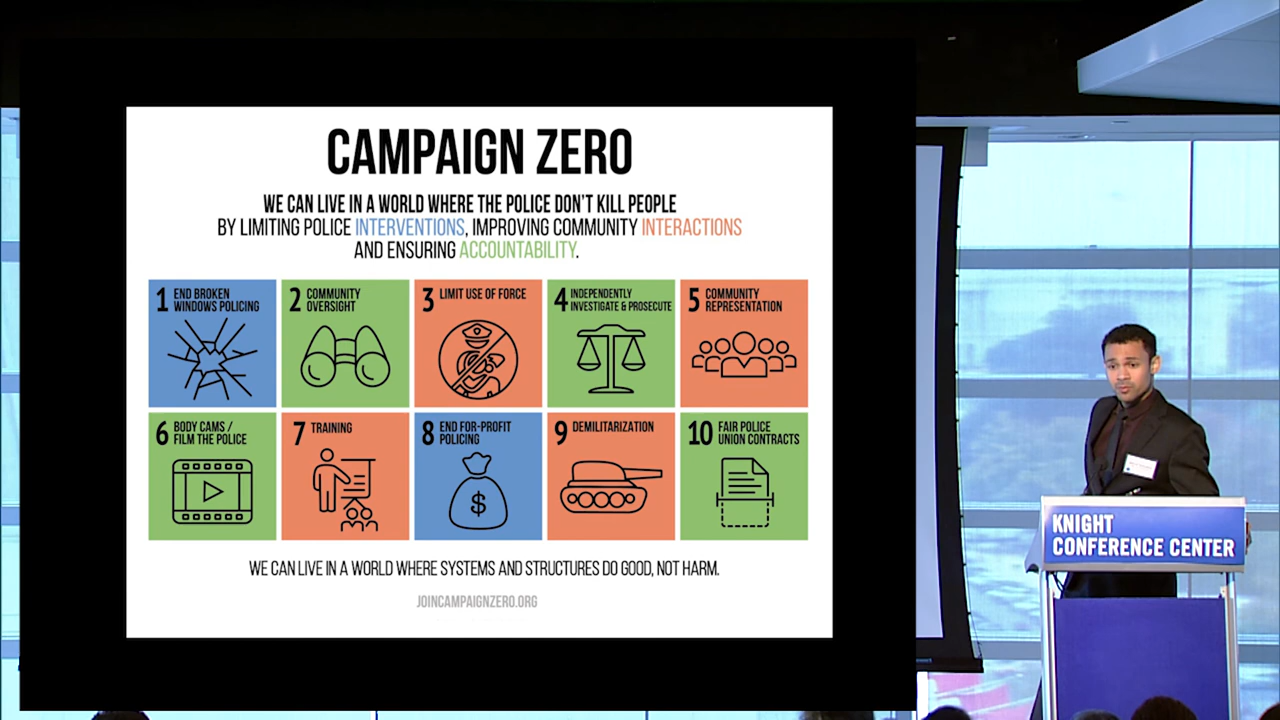 CAMPAIGN ZERO
WE CAN LIVE IN A WORLD WHERE THE POLICE DON'T KILL PEOPLE
BY LIMITING POLICE INTERVENTIONS, IMPROVING COMMUNITY INTERACTIONS
AND ENSURING ACCOUNTABILITY.
1 END BROKEN
WINDOWS POLICING
2 COMMUNITY
OVERSIGHT
3 LIMIT USE OF FORCE
4 INDEPENDENTLY
INVESTIGATE & PROSECUTE
5 COMMUNITY
REPRESENTATION
6 BODY CAMS /
FILM THE POLICE
7 TRAINING
8 END FOR-PROFIT
POLICING
$
9 DEMILITARIZATION
10 FAIR POLICE
UNION CONTRACTS
WE CAN LIVE IN A WORLD WHERE SYSTEMS AND STRUCTURES DO GOOD, NOT HARM.
JOINCAMPAIGNZERO.ORG
KNIGHT
CONFERENCE CENTER